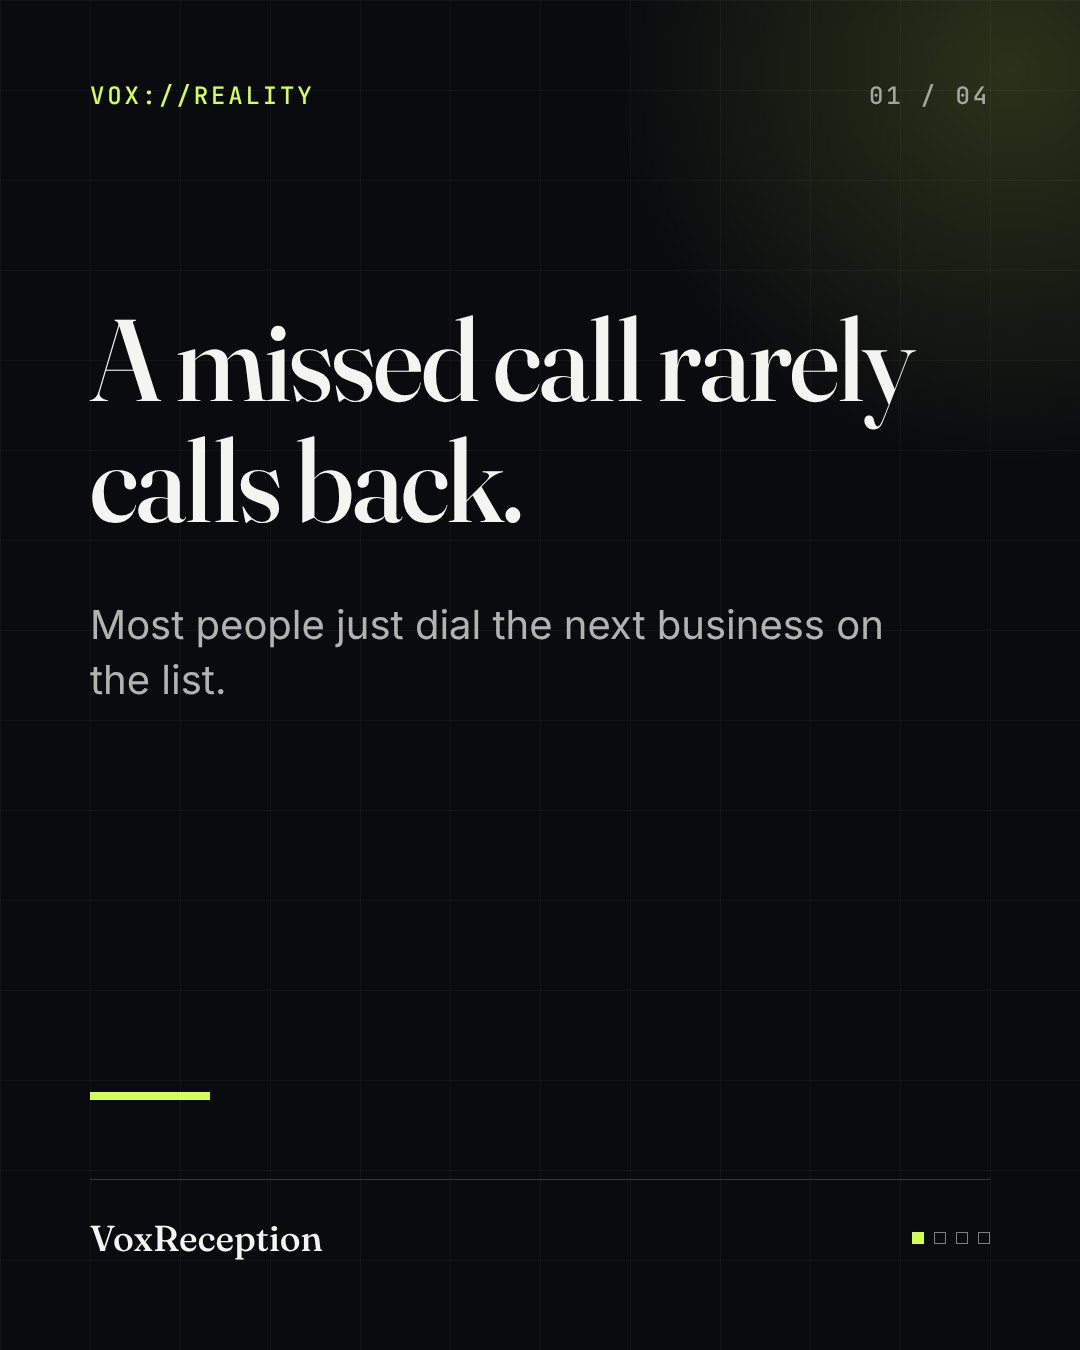 VOX://REALITY
01 / 04
A missed call rarely
calls back.
Most people just dial the next business on
the list.
VoxReception